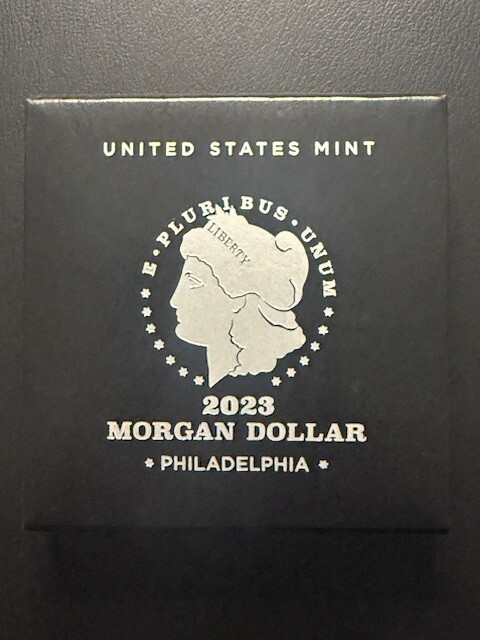 UNITED STATES MINT
E • PLURIBUS • UNUM
LIBERTY
2023
MORGAN DOLLAR
* PHILADELPHIA *